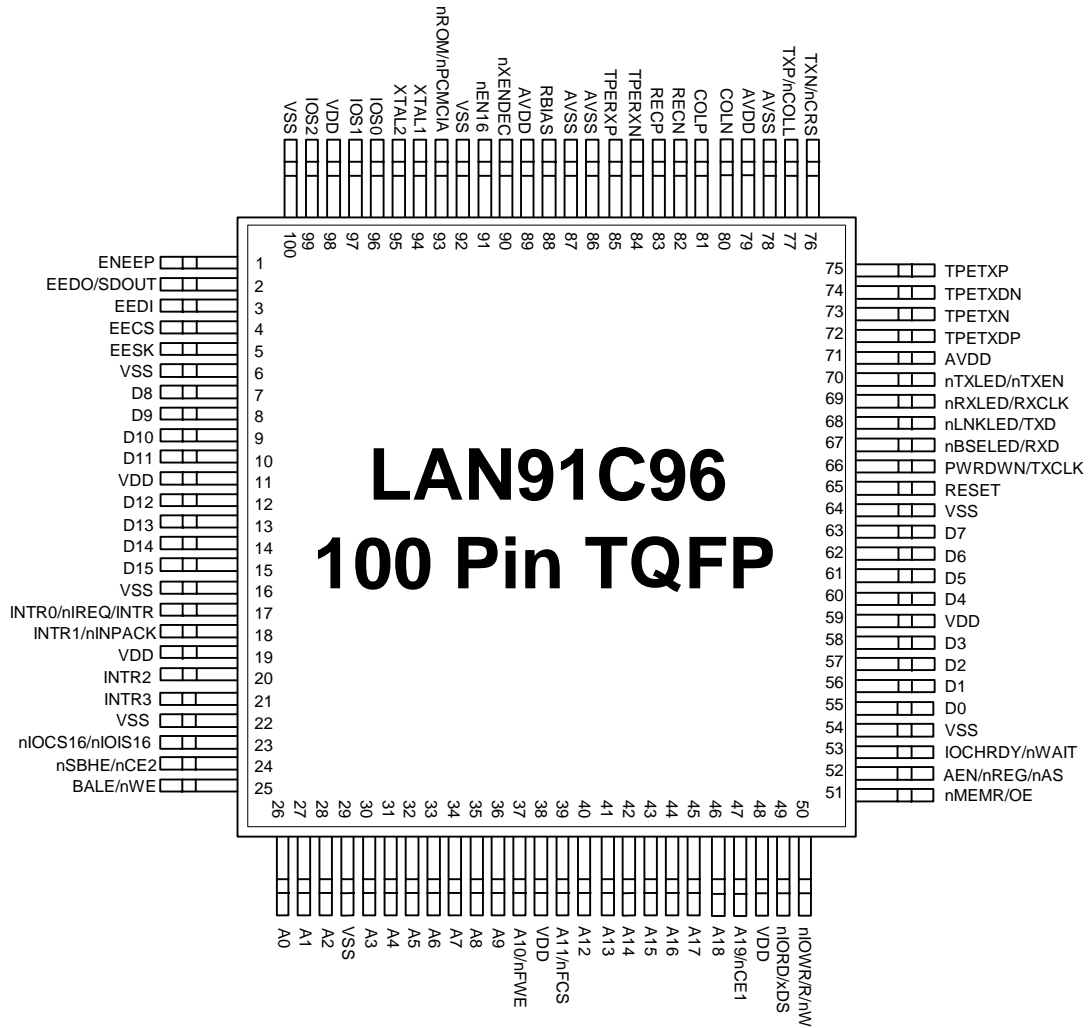 VSS
IOS2
VDD
IOS1
IOS0
XTAL2
XTAL1
nROM/nPCMCIA
VSS
nEN16
nXENDEC
AVDD
RBIAS
AVSS
AVSS
TPERXP
TPERXN
RECP
RECN
COLP
COLN
AVDD
AVSS
TXP/nCOLL
TXN/nCRS
100
99
98
97
96
95
94
93
92
91
90
89
88
87
86
85
84
83
82
81
80
79
78
77
76
ENEEP 1
EEDO/SDOUT 2
EEDI 3
EECS 4
EESK 5
VSS 6
D8 7
D9 8
D10 9
D11 10
VDD 11
D12 12
D13 13
D14 14
D15 15
VSS 16
INTR0/nIREQ/INTR 17
INTR1/nINPACK 18
VDD 19
INTR2 20
INTR3 21
VSS 22
nIOCS16/nIOIS16 23
nSBHE/nCE2 24
BALE/nWE 25
LAN91C96
100 Pin TQFP
75 TPETXP
74 TPETXDN
73 TPETXN
72 TPETXDP
71 AVDD
70 nTXLED/nTXEN
69 nRXLED/RXCLK
68 nLNKLED/TXD
67 nBSELED/RXD
66 PWRDWN/TXCLK
65 RESET
64 VSS
63 D7
62 D6
61 D5
60 D4
59 VDD
58 D3
57 D2
56 D1
55 D0
54 VSS
53 IOCHRDY/nWAIT
52 AEN/nREG/nAS
51 nMEMR/OE
26
27
28
29
30
31
32
33
34
35
36
37
38
39
40
41
42
43
44
45
46
47
48
49
50
A0
A1
A2
VSS
A3
A4
A5
A6
A7
A8
A9
A10/nFWE
VDD
A11/nFCS
A12
A13
A14
A15
A16
A17
A18
A19/nCE1
VDD
nIORD/xDS
nIOWR/R/nW